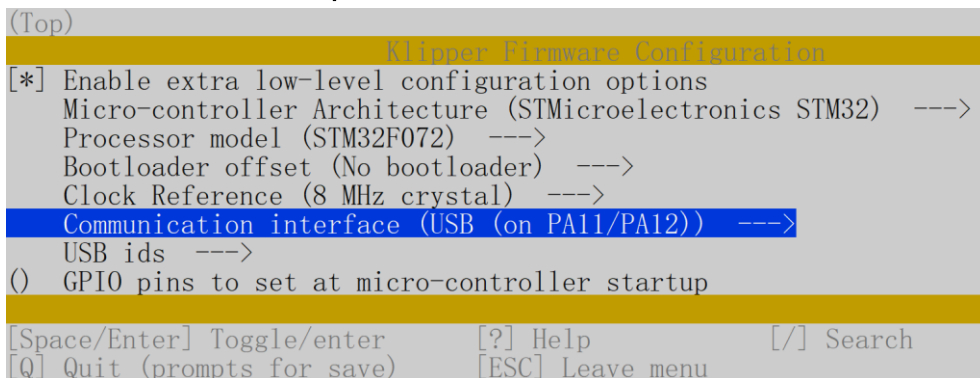 (Top)
Klipper Firmware Configuration
[*] Enable extra low-level configuration options
Micro-controller Architecture (STMicroelectronics STM32) --->
Processor model (STM32F072) --->
Bootloader offset (No bootloader) --->
Clock Reference (8 MHz crystal) --->
Communication interface (USB (on PA11/PA12)) --->
USB ids --->
() GPIO pins to set at micro-controller startup
[Space/Enter] Toggle/enter [?] Help [/] Search
[Q] Quit (prompts for save) [ESC] Leave menu